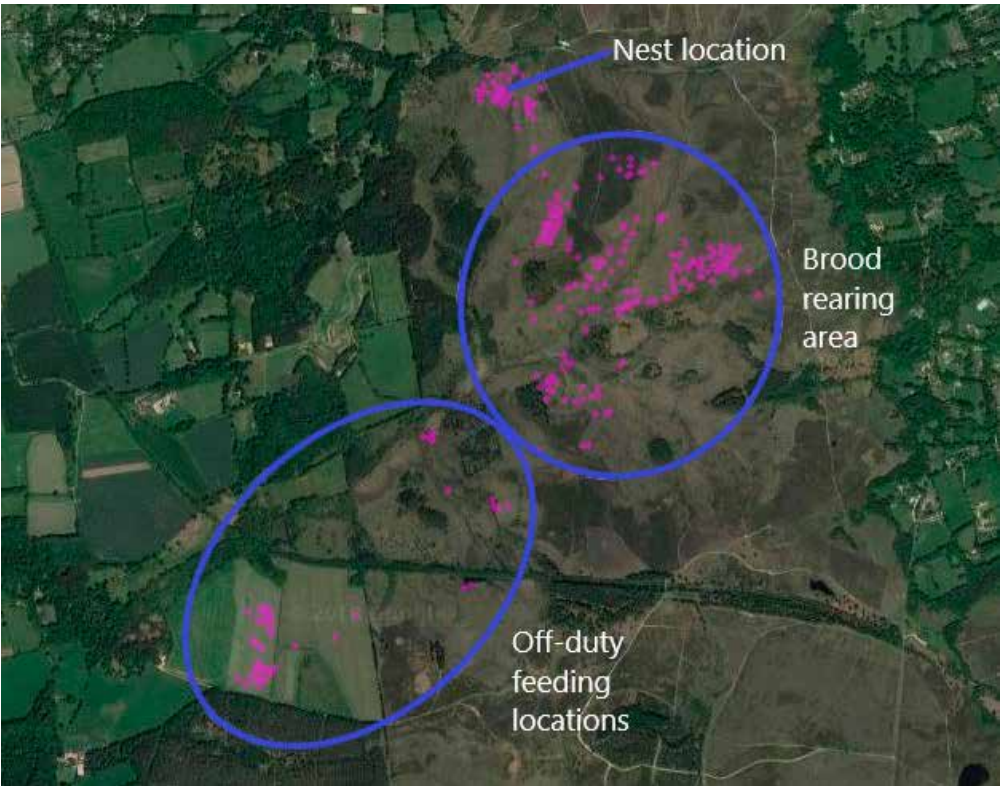 Nest location
Brood
rearing
area
Off-duty
feeding
locations